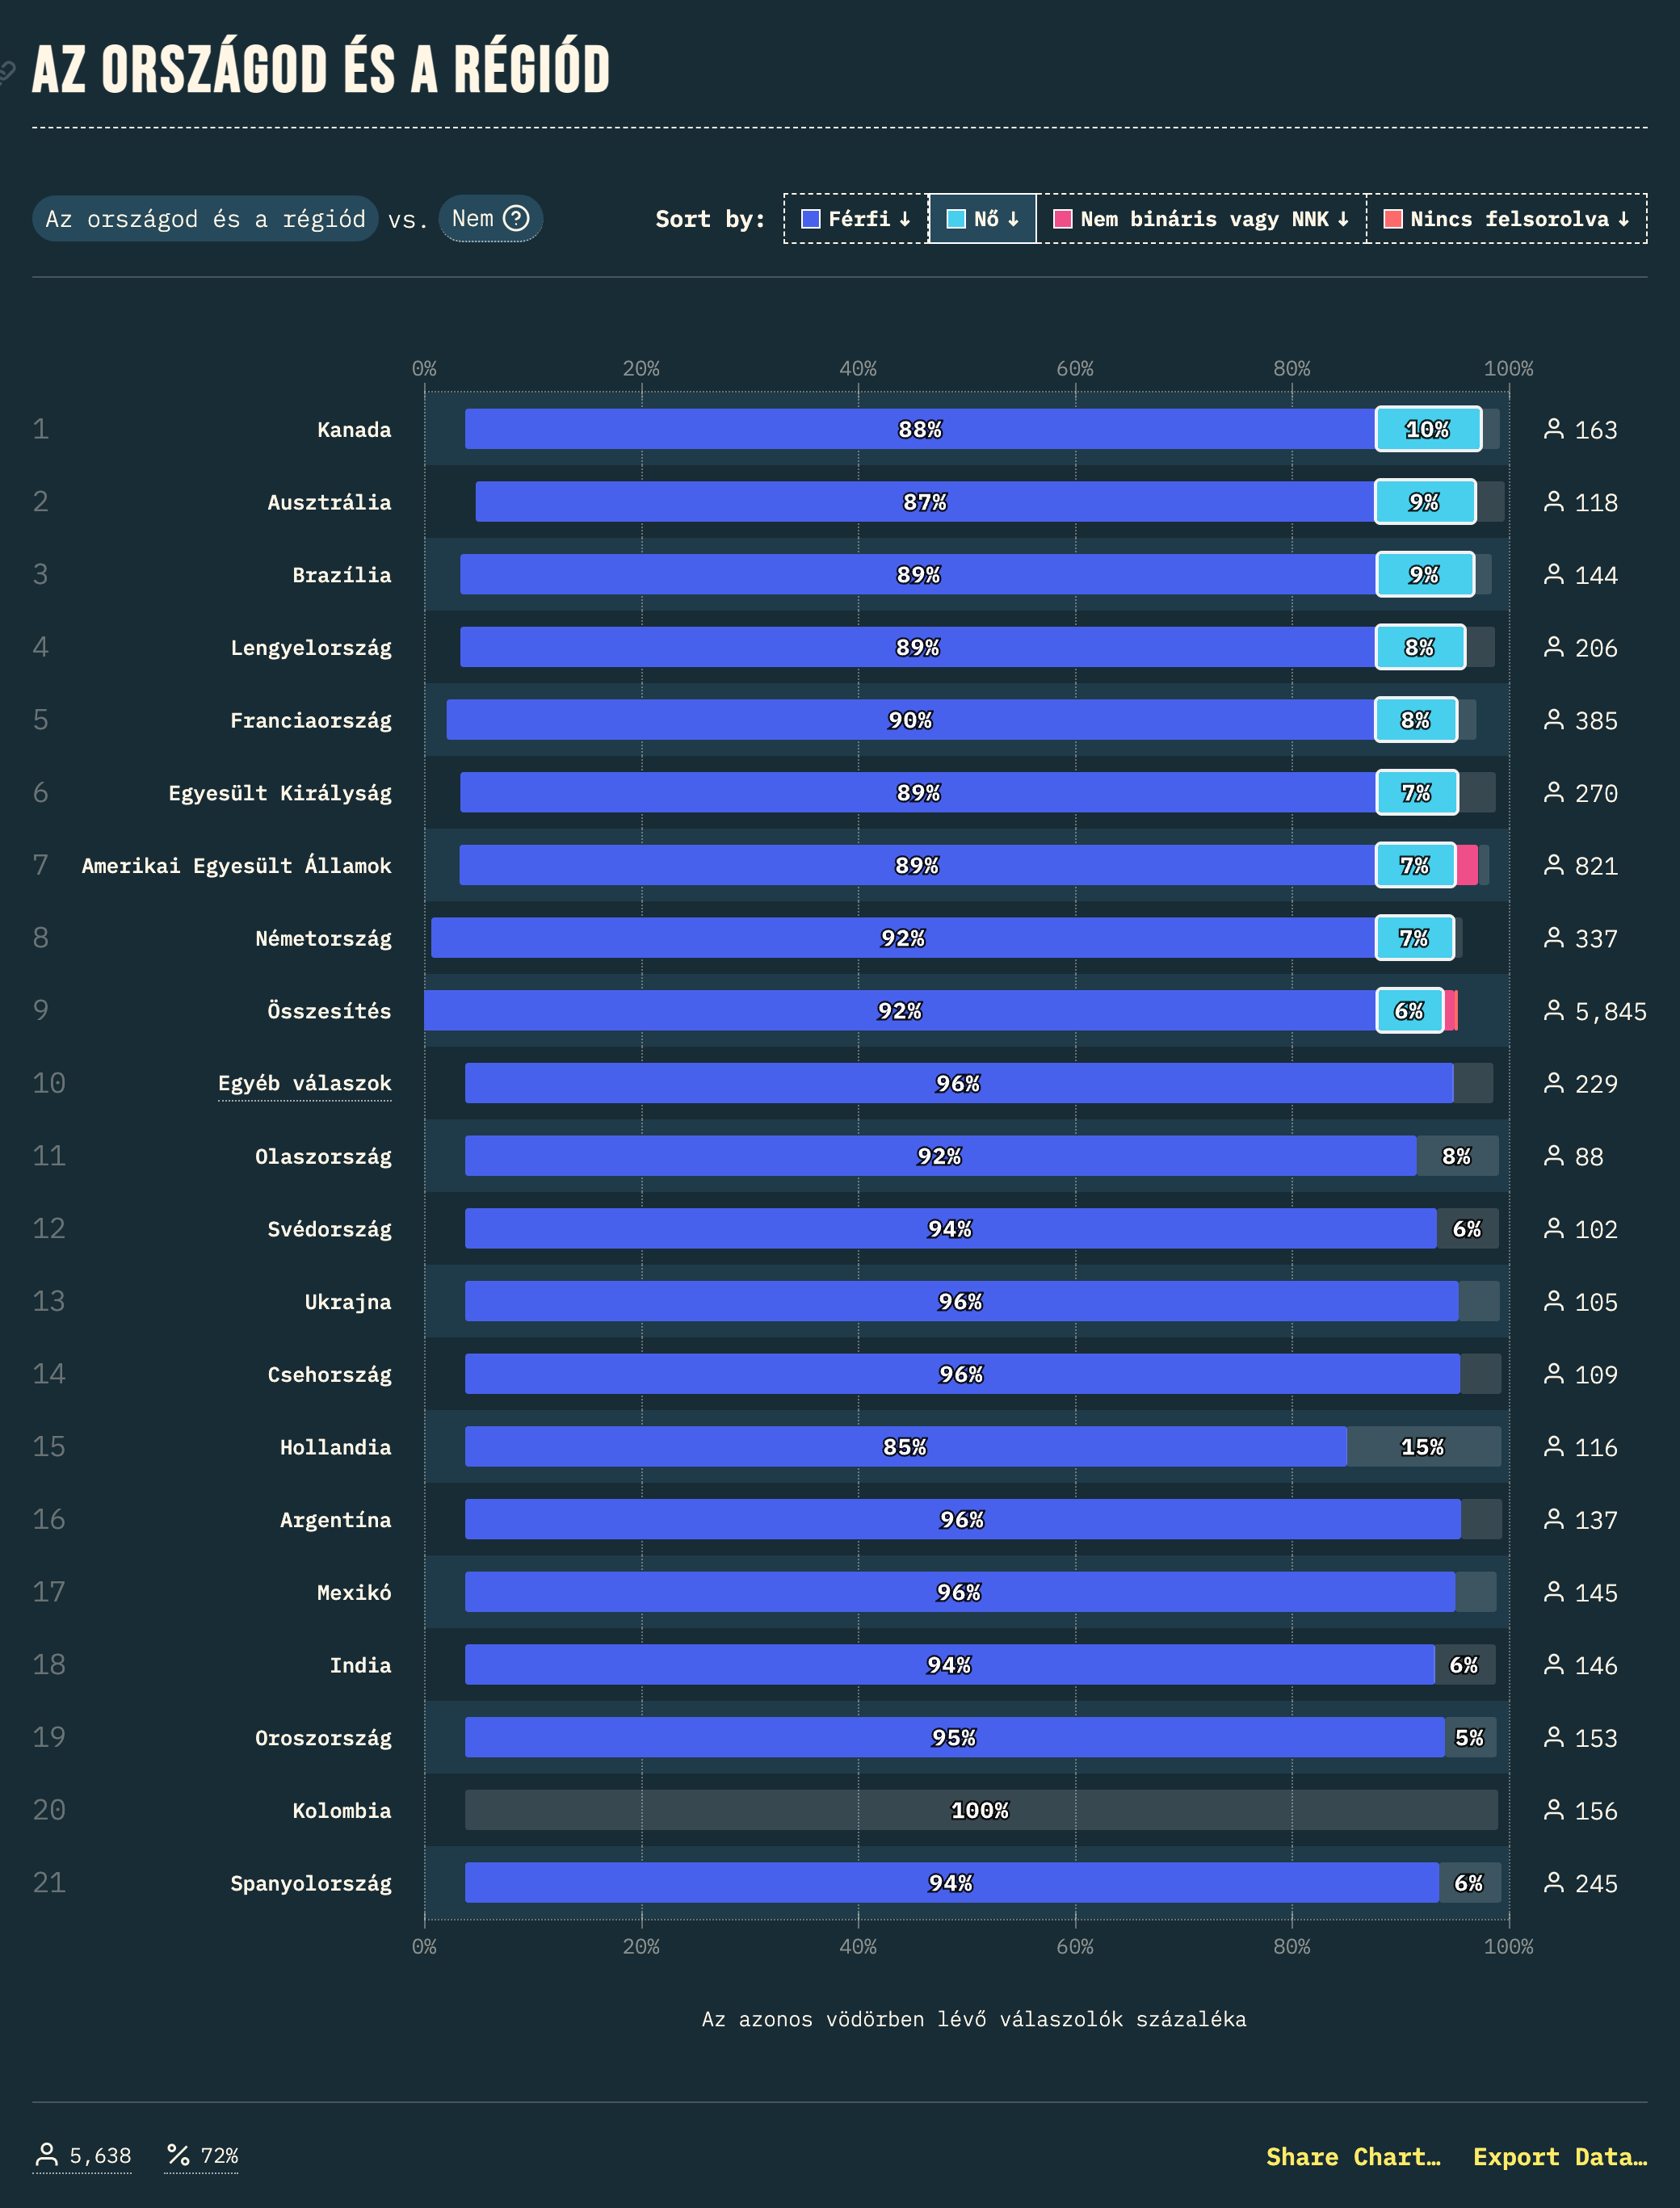 AZ ORSZÁGOD ÉS A RÉGIÓD
Az országod és a régiód vs. Nem ? Sort by: Férfi ↓ Nő ↓ Nem bináris vagy NNK ↓ Nincs felsorolva ↓
0% 20% 40% 60% 80% 100%
1 Kanada 88% 10% 163
2 Ausztrália 87% 9% 118
3 Brazília 89% 9% 144
4 Lengyelország 89% 8% 206
5 Franciaország 90% 8% 385
6 Egyesült Királyság 89% 7% 270
7 Amerikai Egyesült Államok 89% 7% 821
8 Németország 92% 7% 337
9 Összesítés 92% 6% 5,845
10 Egyéb válaszok 96% 229
11 Olaszország 92% 8% 88
12 Svédország 94% 6% 102
13 Ukrajna 96% 105
14 Csehország 96% 109
15 Hollandia 85% 15% 116
16 Argentína 96% 137
17 Mexikó 96% 145
18 India 94% 6% 146
19 Oroszország 95% 5% 153
20 Kolombia 100% 156
21 Spanyolország 94% 6% 245
0% 20% 40% 60% 80% 100%
Az azonos vödörben lévő válaszolók százaléka
5,638 % 72% Share Chart… Export Data…